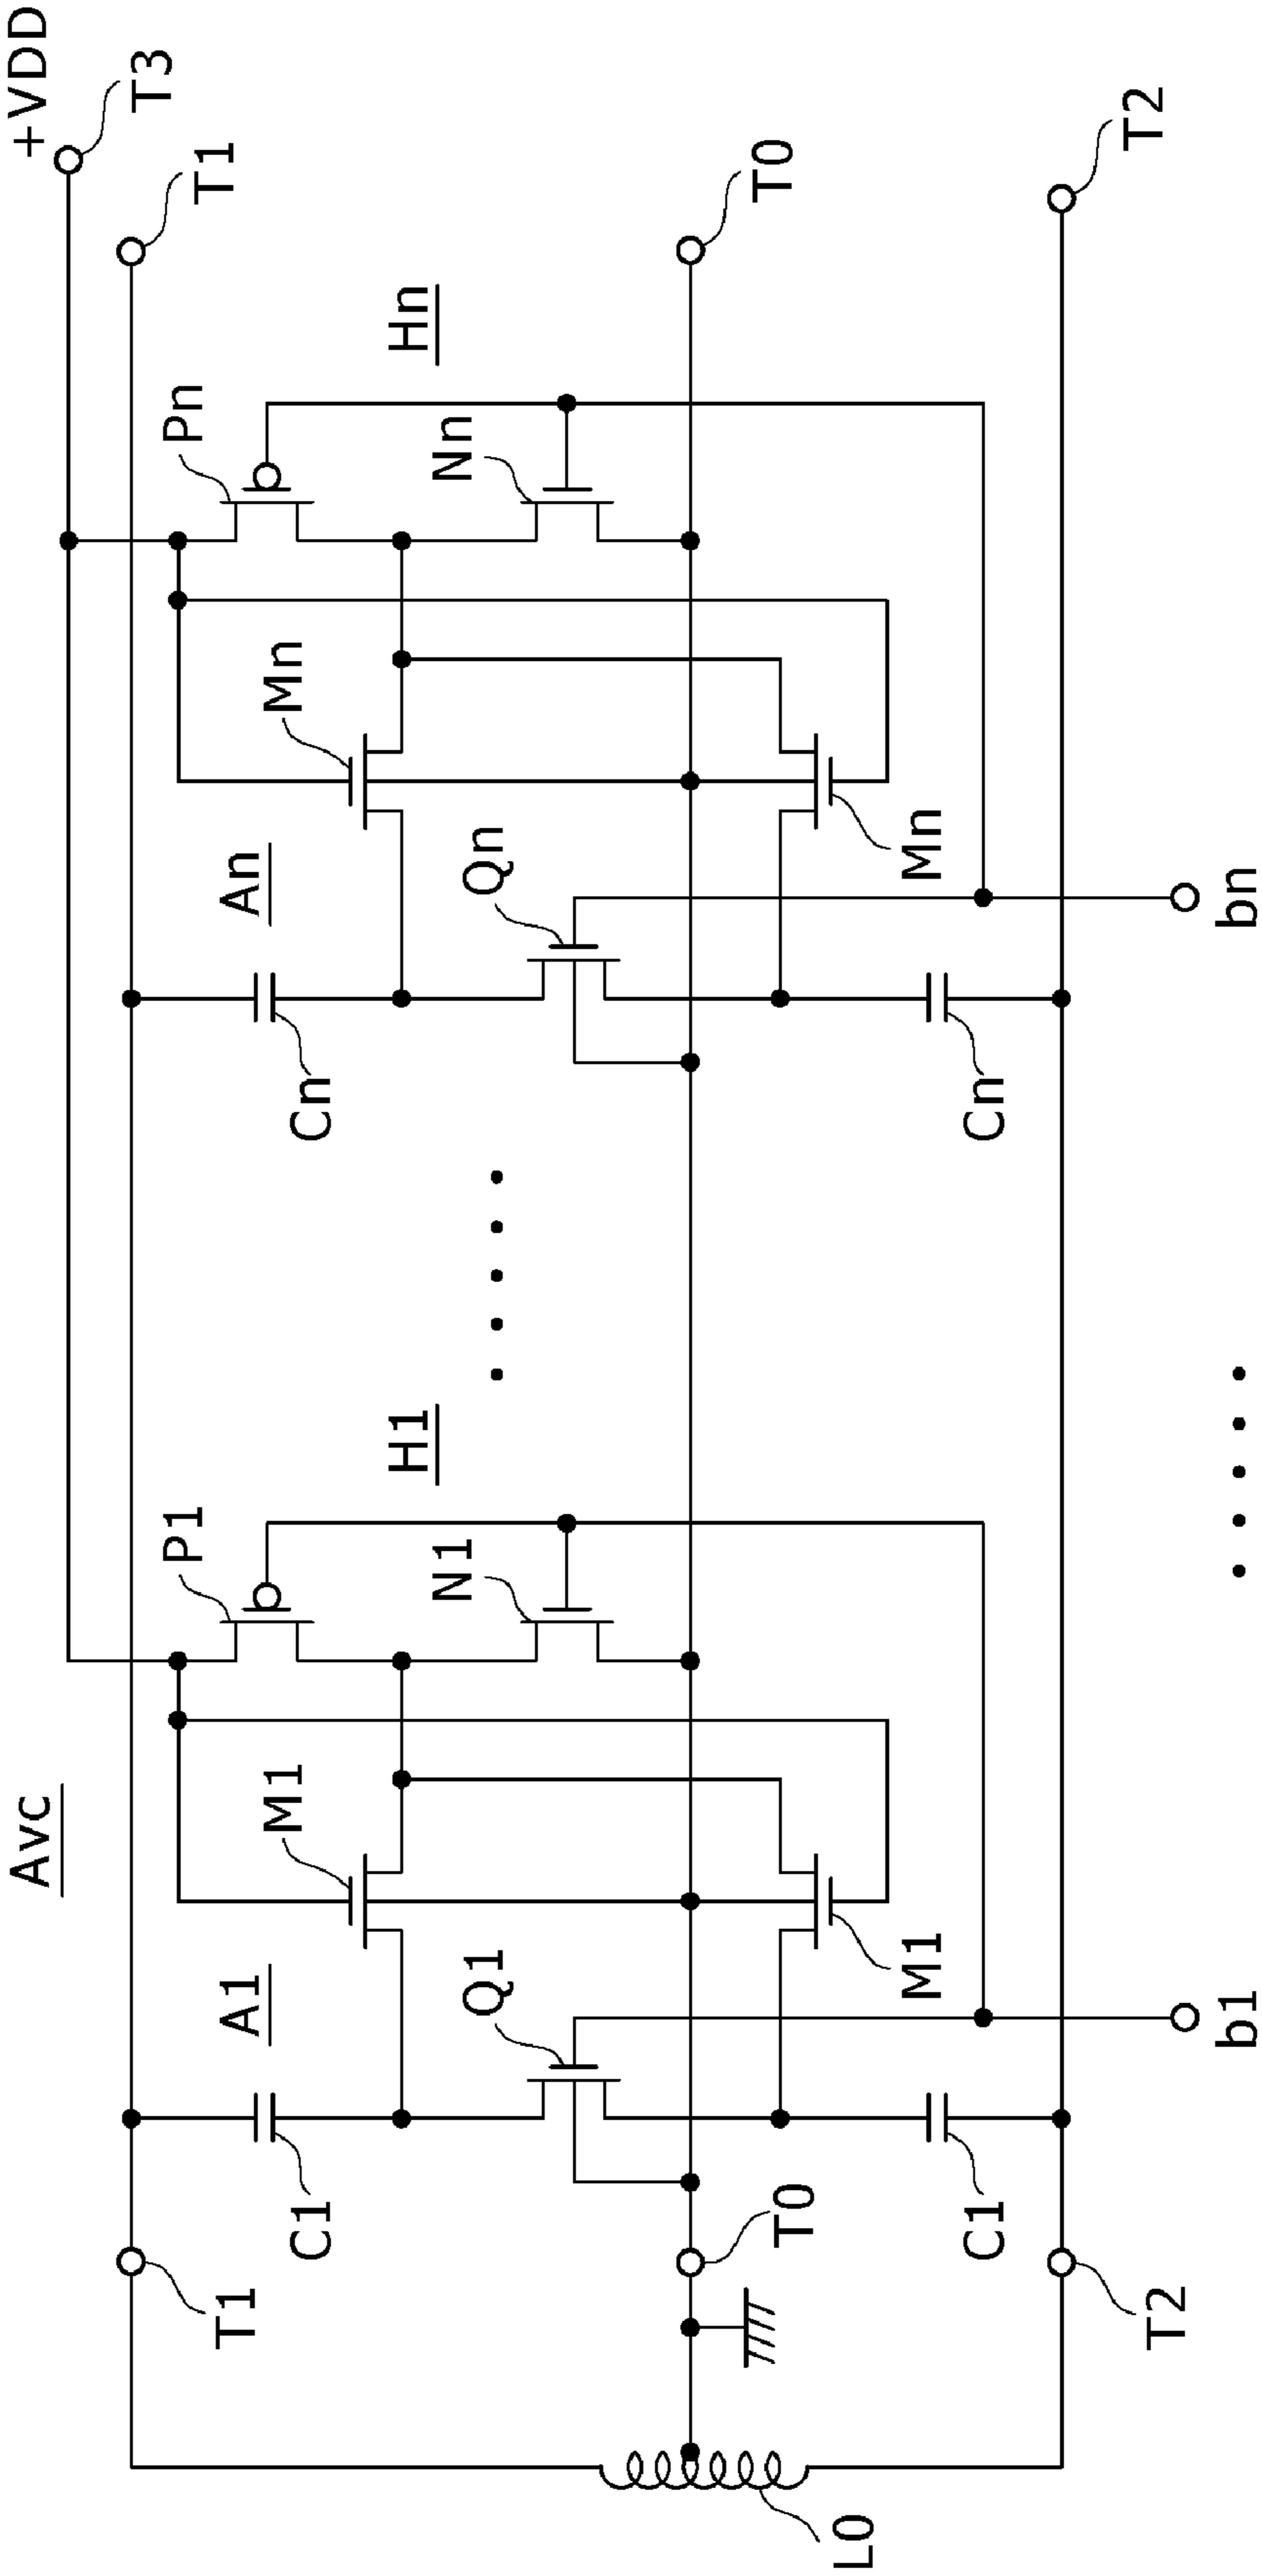 +VDD
T3
Avc
T1
T1
P1
Pn
A1
An
M1
Mn
C1
Cn
H1
Hn
N1
Nn
Q1
Qn
T0
T0
M1
Mn
C1
Cn
L0
T2
T2
b1
bn